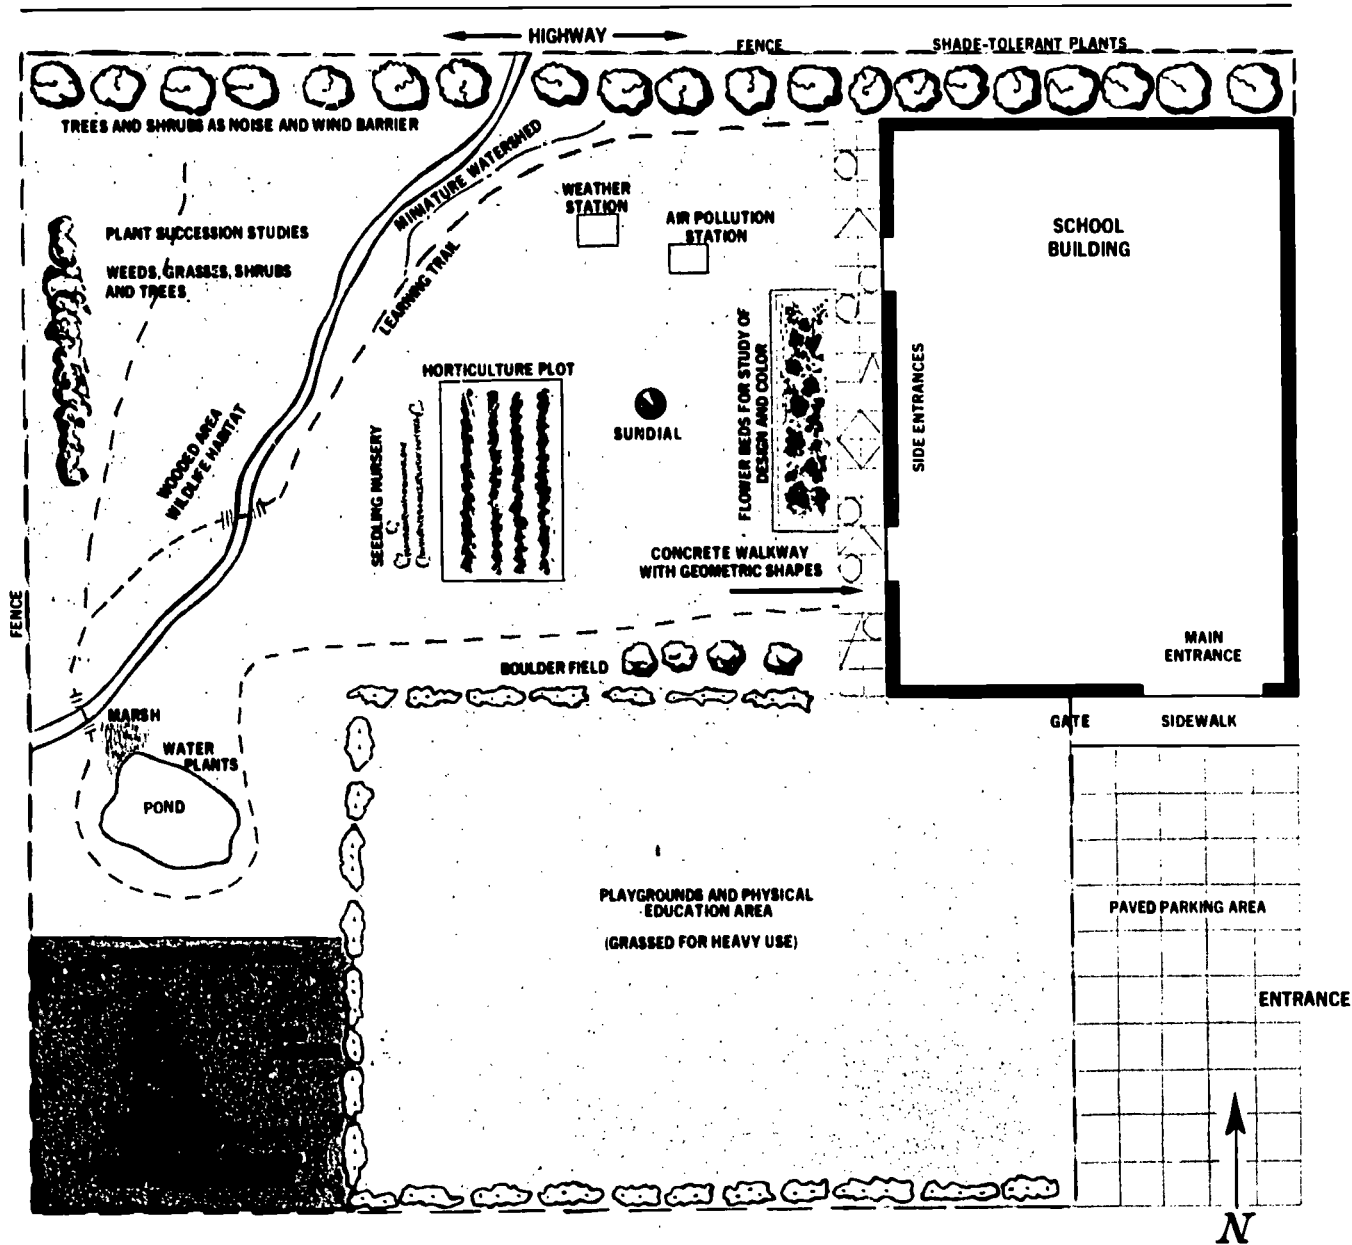 HIGHWAY
FENCE
SHADE-TOLERANT PLANTS
TREES AND SHRUBS AS NOISE AND WIND BARRIER
MINIATURE WATERSHED
WEATHER
STATION
AIR POLLUTION
STATION
SCHOOL
BUILDING
PLANT SUCCESSION STUDIES
WEEDS, GRASSES, SHRUBS
AND TREES
LEARNING TRAIL
HORTICULTURE PLOT
FLOWER BEDS FOR STUDY OF
DESIGN AND COLOR
SIDE ENTRANCES
WOODED AREA
WILDLIFE HABITAT
SEEDLING NURSERY
SUNDIAL
CONCRETE WALKWAY
WITH GEOMETRIC SHAPES
FENCE
MAIN
ENTRANCE
BOULDER FIELD
MARSH
WATER
PLANTS
POND
GATE
SIDEWALK
PLAYGROUNDS AND PHYSICAL
EDUCATION AREA
(GRASSED FOR HEAVY USE)
PAVED PARKING AREA
ENTRANCE
N